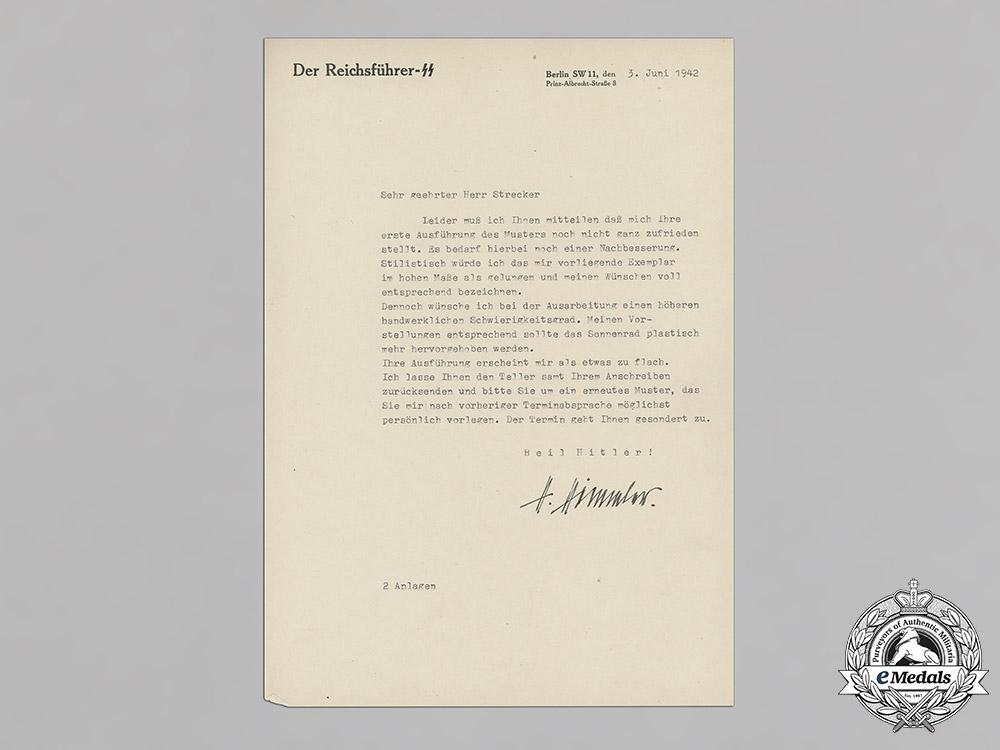 Der Reichsführer-SS
Berlin SW 11, den 3. Juni 1942
Prinz-Albrecht-Straße 8
Sehr geehrter Herr Strecker
Leider muß ich Ihnen mitteilen daß mich Ihre
erste Ausführung des Musters noch nicht ganz zufrieden
stellt. Es bedarf hierbei noch einer Nachbesserung.
Stilistisch würde ich das mir vorliegende Exemplar
im hohen Maße als gelungen und meinen Wünschen voll
entsprechend bezeichnen.
Dennoch wünsche ich bei der Ausarbeitung einen höheren
handwerklichen Schwierigkeitsgrad. Meinen Vor-
stellungen entsprechend sollte das Sonnenrad plastisch
mehr hervorgehoben werden.
Ihre Ausführung erscheint mir als etwas zu flach.
Ich lasse Ihnen den Teller samt Ihrem Anschreiben
zurücksenden und bitte Sie um ein erneutes Muster, das
Sie mir nach vorheriger Terminabsprache möglichst
persönlich vorlegen. Der Termin geht Ihnen gesondert zu.
Heil Hitler!
H. Himmler.
2 Anlagen
Purveyors of Authentic Militaria
eMedals
Est. 1967